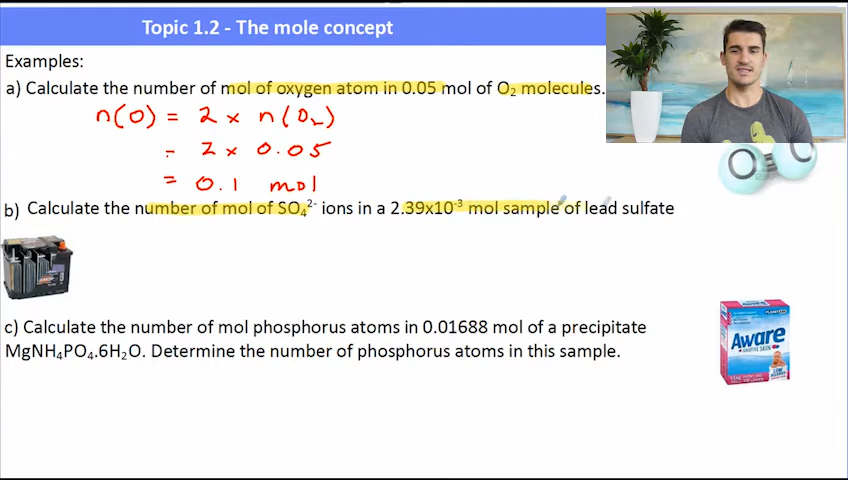 Topic 1.2 - The mole concept
Examples:
a) Calculate the number of mol of oxygen atom in 0.05 mol of O₂ molecules.
n(O) = 2 × n(O₂)
= 2 × 0.05
= 0.1 mol
b) Calculate the number of mol of SO₄²⁻ ions in a 2.39x10⁻³ mol sample of lead sulfate
c) Calculate the number of mol phosphorus atoms in 0.01688 mol of a precipitate
MgNH₄PO₄.6H₂O. Determine the number of phosphorus atoms in this sample.
Aware
SENSITIVE SKIN